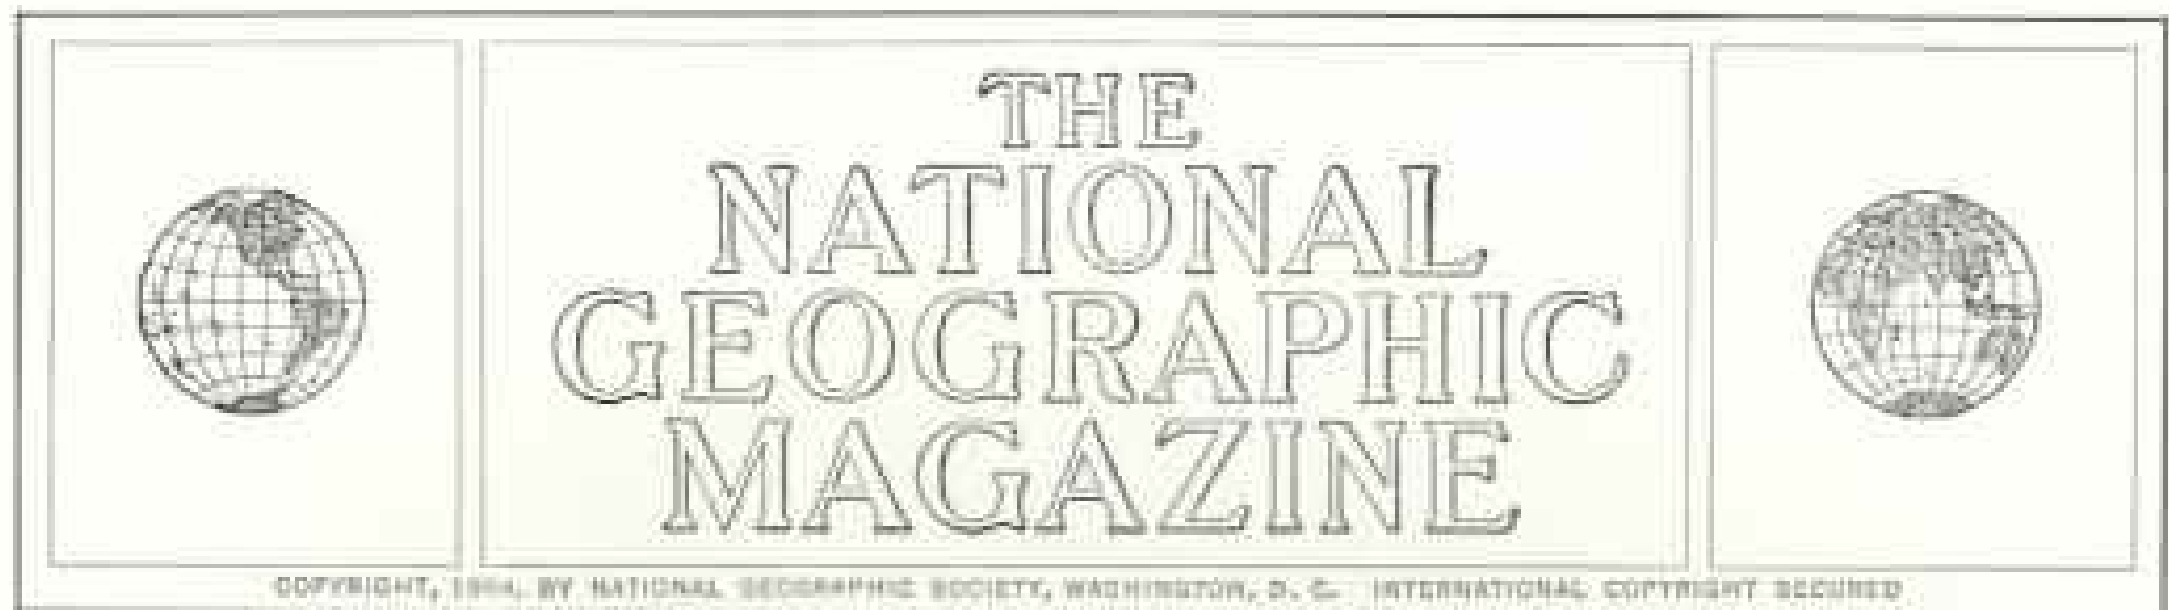 THE
NATIONAL
GEOGRAPHIC
MAGAZINE
COPYRIGHT, BY NATIONAL GEOGRAPHIC SOCIETY, WASHINGTON, D. C. INTERNATIONAL COPYRIGHT SECURED